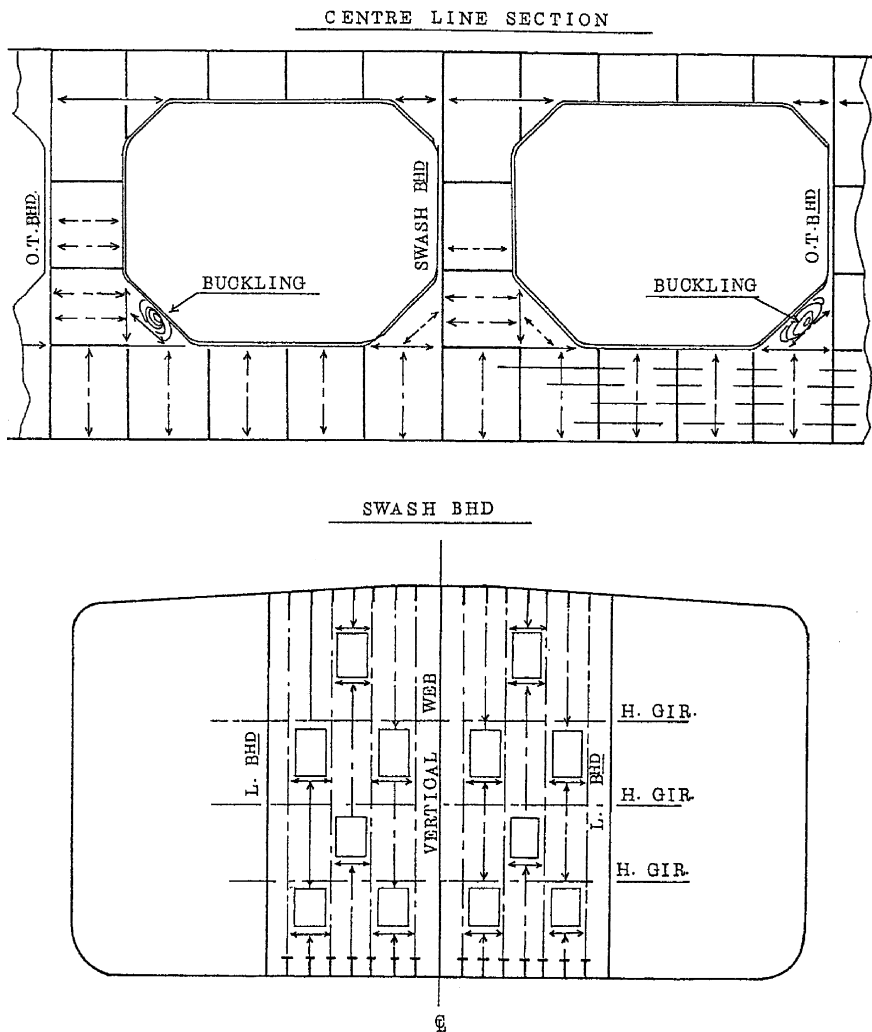 CENTRE LINE SECTION
O.T. BHD.
SWASH BHD
O.T. BHD
BUCKLING
BUCKLING
SWASH BHD
L. BHD
VERTICAL WEB
L. BHD
H. GIR.
H. GIR.
H. GIR.
℄